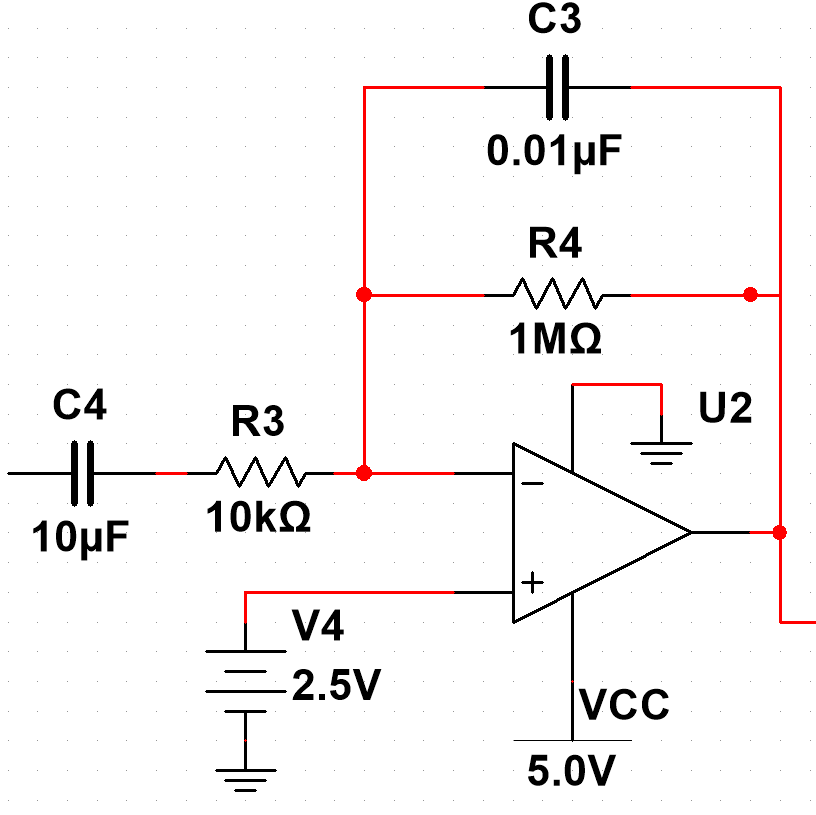 C3
0.01µF
R4
1MΩ
C4
10µF
R3
10kΩ
U2
−
+
V4
2.5V
VCC
5.0V